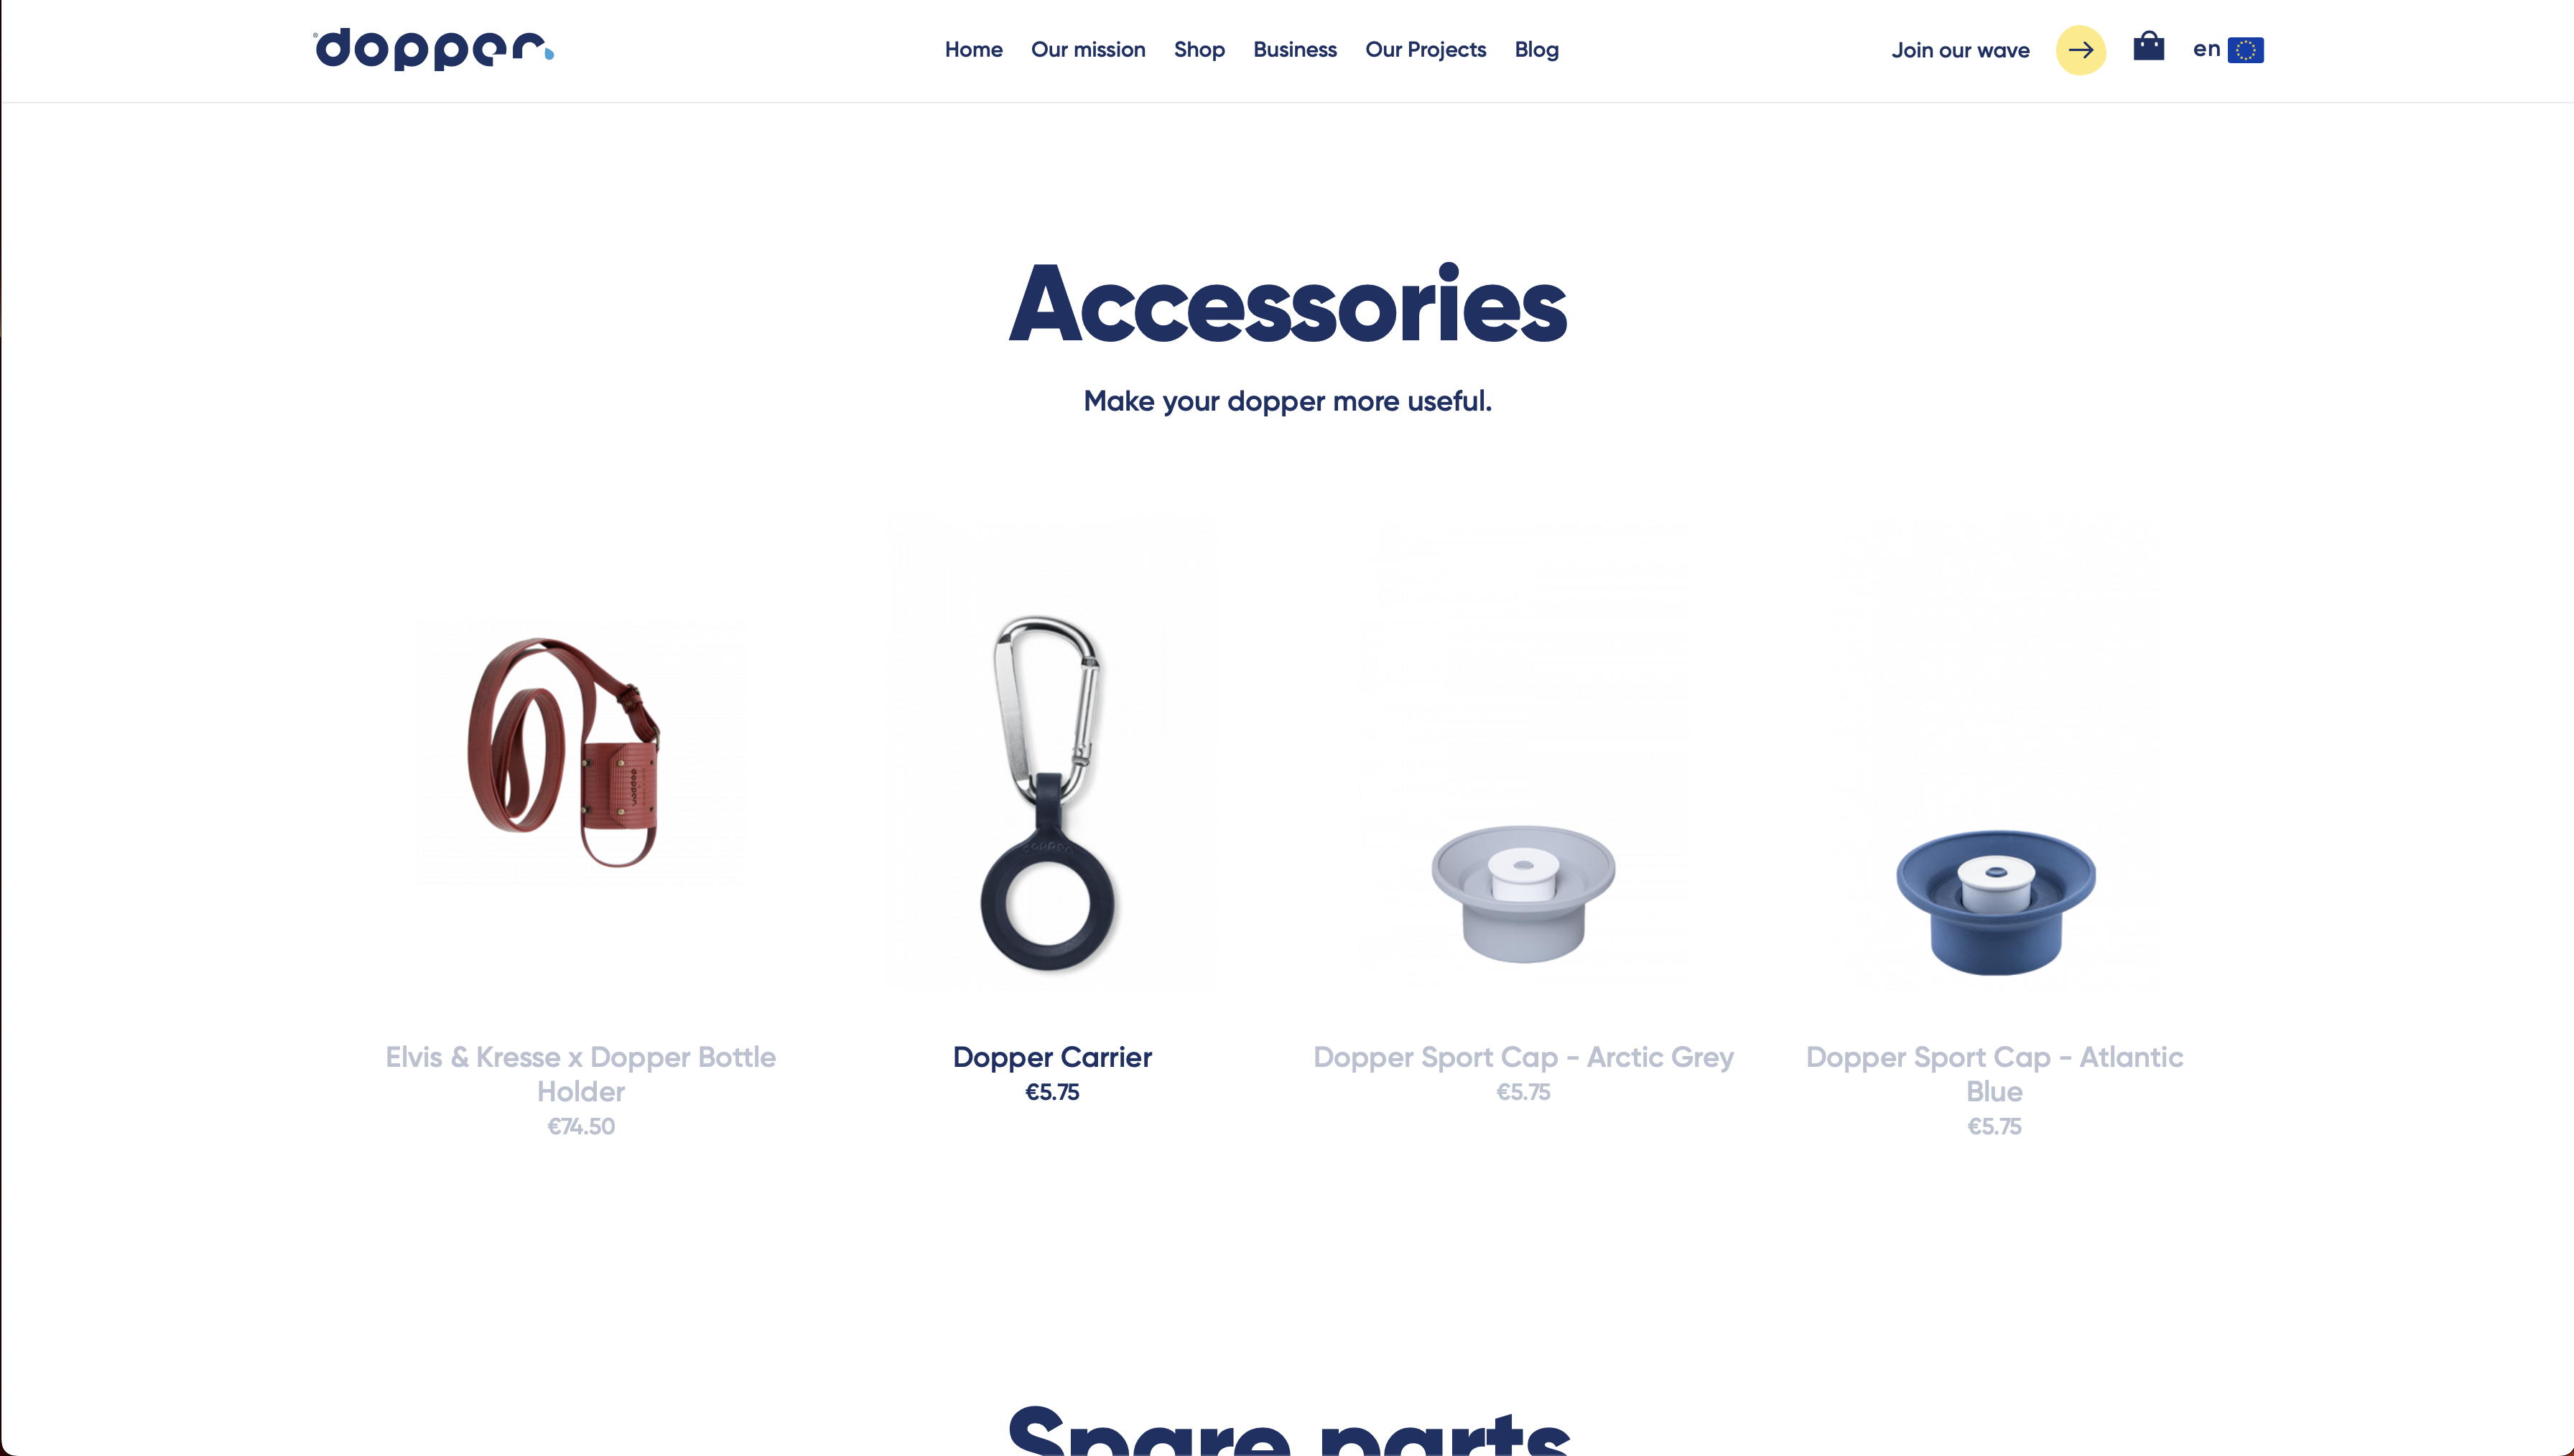 dopper
Home
Our mission
Shop
Business
Our Projects
Blog
Join our wave
en
Accessories
Make your dopper more useful.
dopper
Elvis & Kresse x Dopper Bottle
Holder
€74.50
Dopper Carrier
€5.75
Dopper Sport Cap - Arctic Grey
€5.75
Dopper Sport Cap - Atlantic
Blue
€5.75
Spare parts